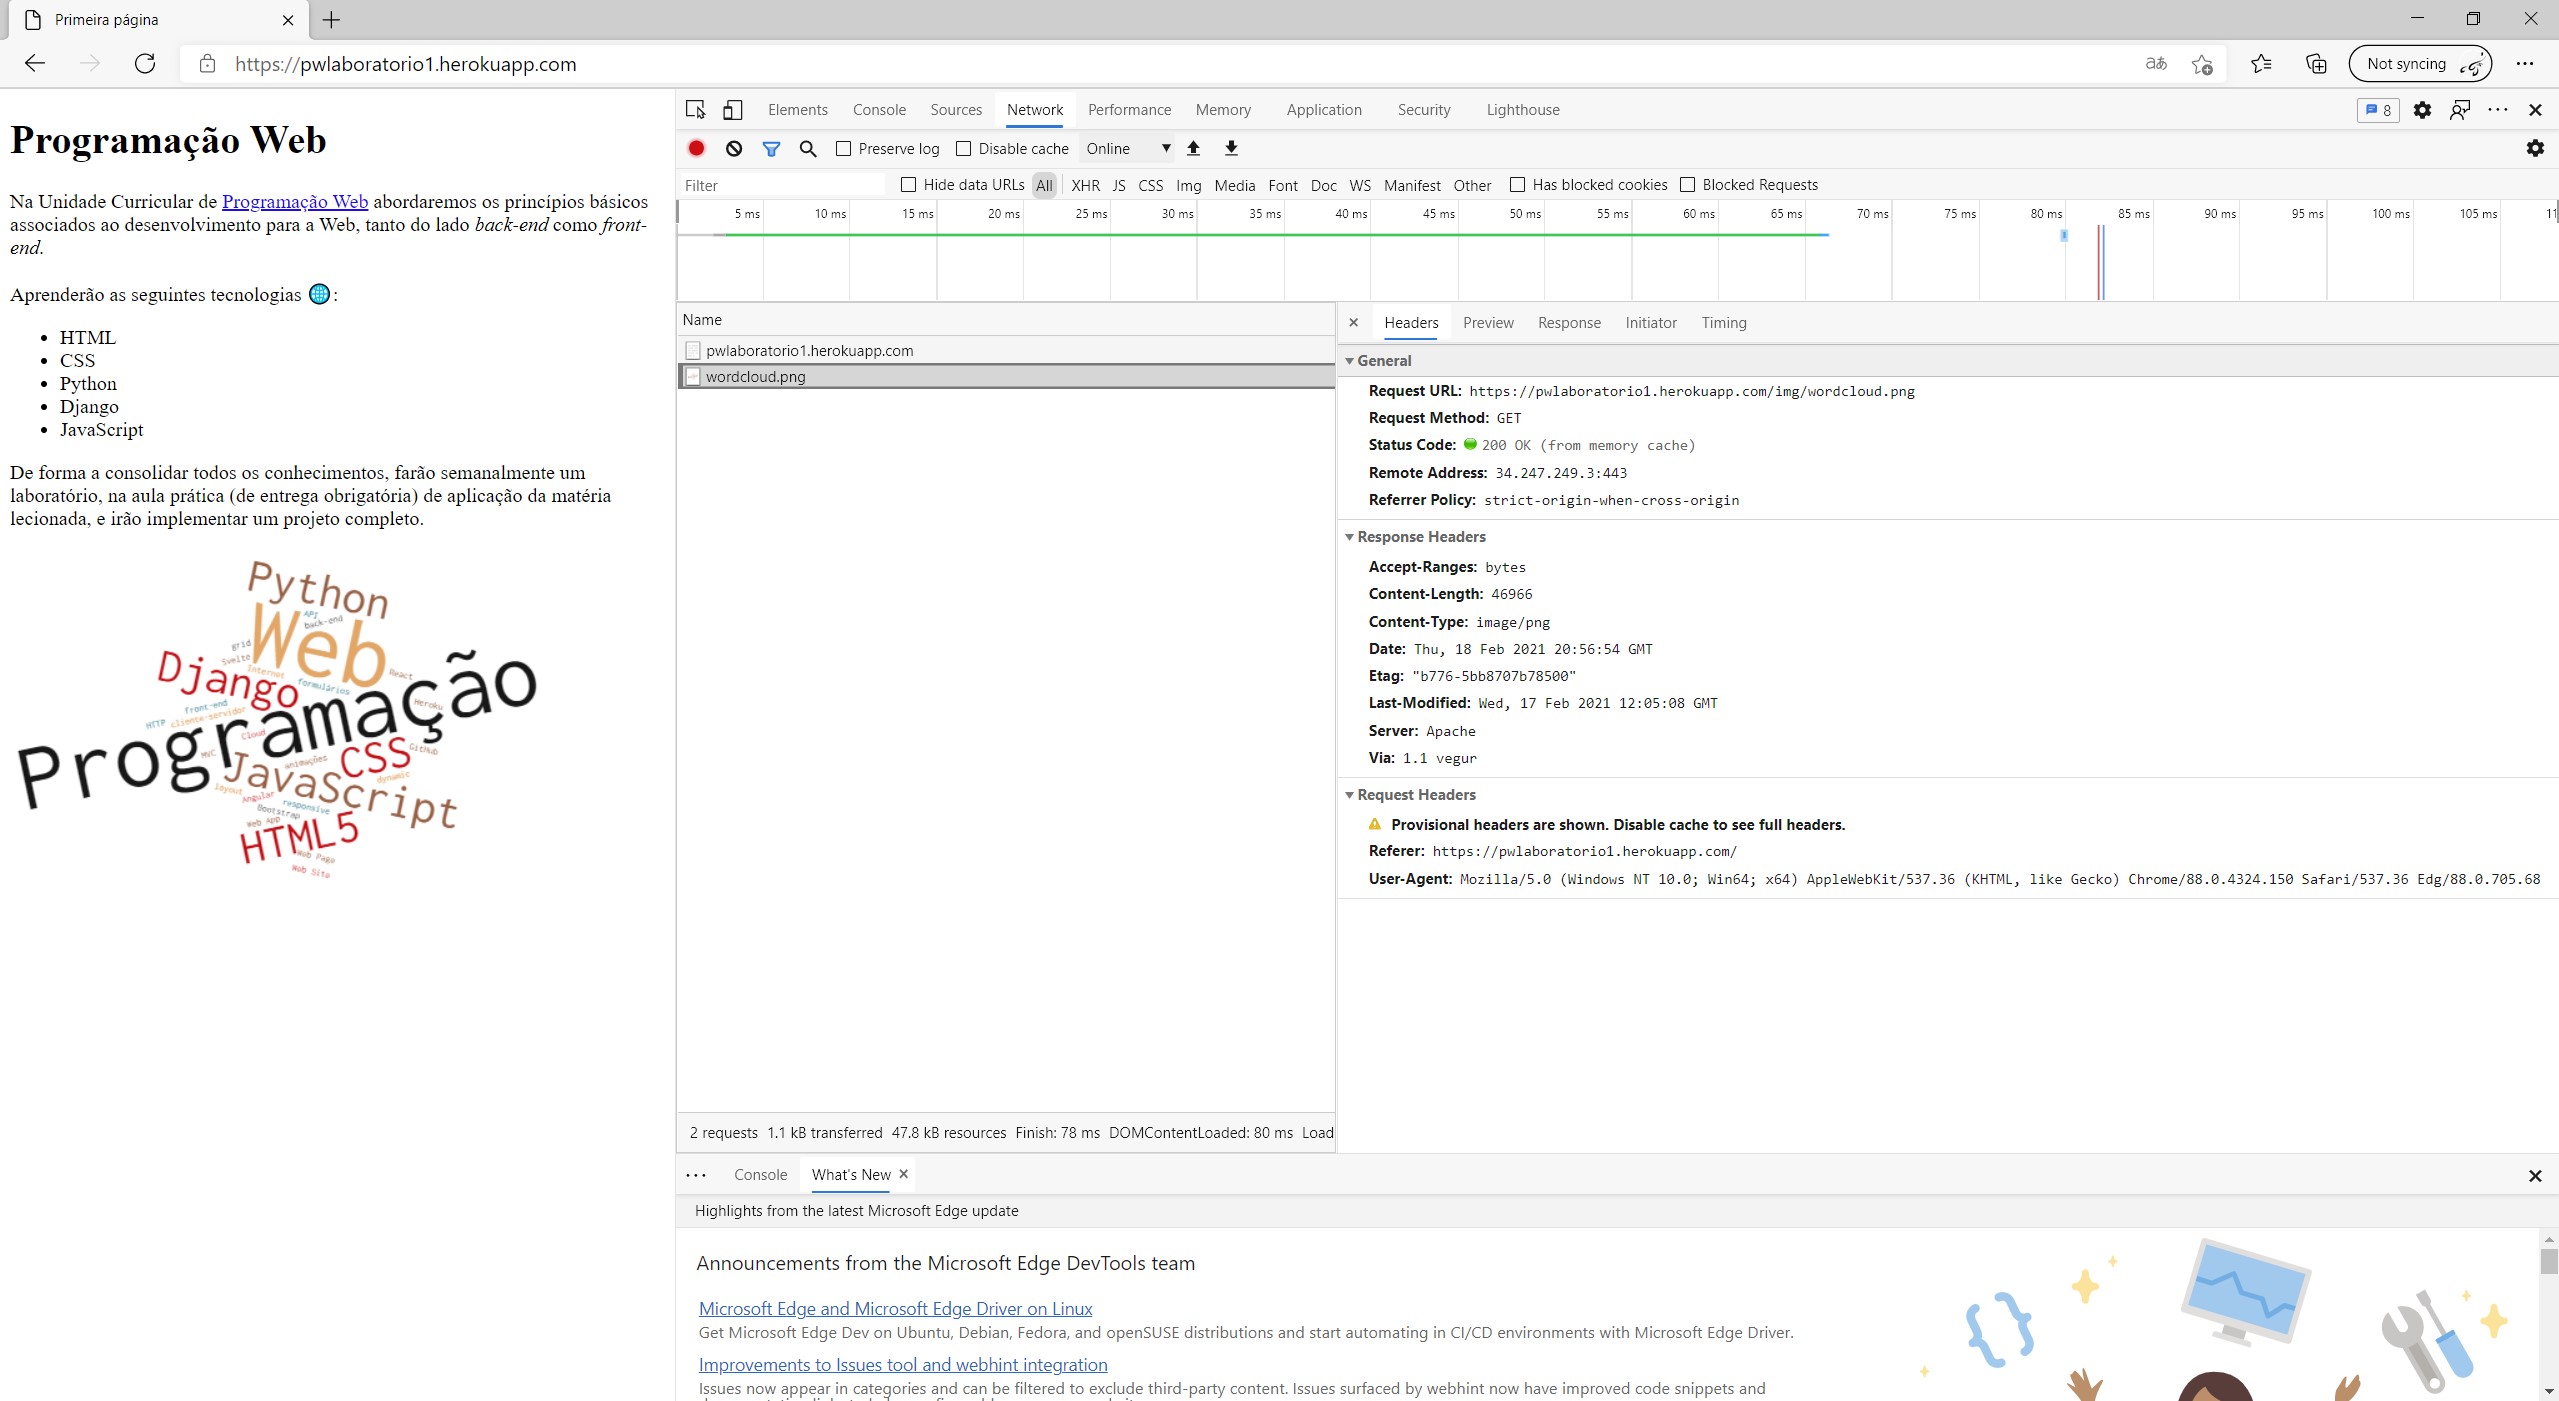 Primeira página
https://pwlaboratorio1.herokuapp.com
aあ
Not syncing
Programação Web
Na Unidade Curricular de Programação Web abordaremos os princípios básicos
associados ao desenvolvimento para a Web, tanto do lado back-end como front-
end.
Aprenderão as seguintes tecnologias :
HTML
CSS
Python
Django
JavaScript
De forma a consolidar todos os conhecimentos, farão semanalmente um
laboratório, na aula prática (de entrega obrigatória) de aplicação da matéria
lecionada, e irão implementar um projeto completo.
Python
API
back-end
Web
grid
Svelte
Internet
React
Django
formulários
Programação
front-end
Heroku
HTTP cliente-servidor
Cloud
MVC
CSS
GitHub
animações
JavaScript
dynamic
layout
Angular
responsive
Bootstrap
Web APP
HTML5
Web Page
Web Site
Elements Console Sources Network Performance Memory Application Security Lighthouse
8
Preserve log Disable cache Online
Filter Hide data URLs All XHR JS CSS Img Media Font Doc WS Manifest Other Has blocked cookies Blocked Requests
5 ms 10 ms 15 ms 20 ms 25 ms 30 ms 35 ms 40 ms 45 ms 50 ms 55 ms 60 ms 65 ms 70 ms 75 ms 80 ms 85 ms 90 ms 95 ms 100 ms 105 ms 11
Name
pwlaboratorio1.herokuapp.com
wordcloud.png
2 requests 1.1 kB transferred 47.8 kB resources Finish: 78 ms DOMContentLoaded: 80 ms Load
Headers Preview Response Initiator Timing
General
Request URL: https://pwlaboratorio1.herokuapp.com/img/wordcloud.png
Request Method: GET
Status Code: 200 OK (from memory cache)
Remote Address: 34.247.249.3:443
Referrer Policy: strict-origin-when-cross-origin
Response Headers
Accept-Ranges: bytes
Content-Length: 46966
Content-Type: image/png
Date: Thu, 18 Feb 2021 20:56:54 GMT
Etag: "b776-5bb8707b78500"
Last-Modified: Wed, 17 Feb 2021 12:05:08 GMT
Server: Apache
Via: 1.1 vegur
Request Headers
Provisional headers are shown. Disable cache to see full headers.
Referer: https://pwlaboratorio1.herokuapp.com/
User-Agent: Mozilla/5.0 (Windows NT 10.0; Win64; x64) AppleWebKit/537.36 (KHTML, like Gecko) Chrome/88.0.4324.150 Safari/537.36 Edg/88.0.705.68
Console What's New
Highlights from the latest Microsoft Edge update
Announcements from the Microsoft Edge DevTools team
Microsoft Edge and Microsoft Edge Driver on Linux
Get Microsoft Edge Dev on Ubuntu, Debian, Fedora, and openSUSE distributions and start automating in CI/CD environments with Microsoft Edge Driver.
Improvements to Issues tool and webhint integration
Issues now appear in categories and can be filtered to exclude third-party content. Issues surfaced by webhint now have improved code snippets and